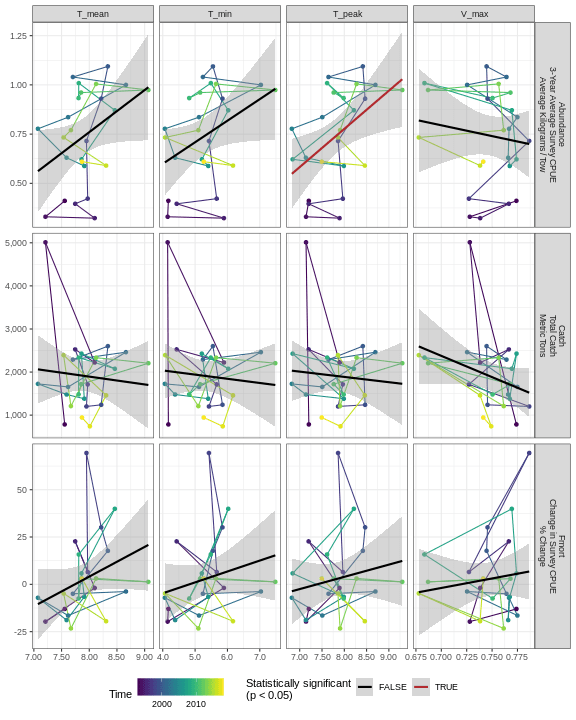 T_mean T_min T_peak V_max
1.25
1.00
0.75
0.50
Abundance
3-Year Average Survey CPUE
Average Kilograms / Tow
5,000
4,000
3,000
2,000
1,000
Catch
Total Catch
Metric Tons
50
25
0
-25
Fmort
Change in Survey CPUE
% Change
7.00 7.50 8.00 8.50 9.00 4.0 5.0 6.0 7.0 7.00 7.50 8.00 8.50 9.00 0.675 0.700 0.725 0.750 0.775
Time
2000 2010
Statistically significant
(p < 0.05)
FALSE TRUE